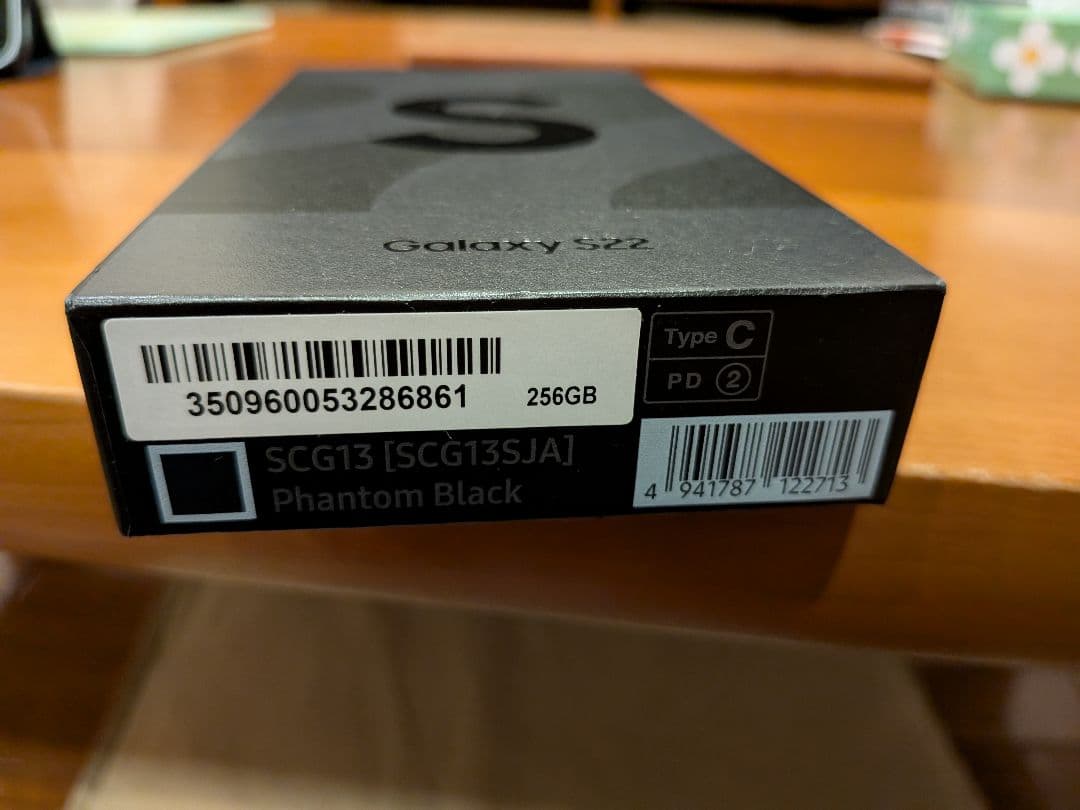 S
Galaxy S22
350960053286861 256GB
Type C
PD 2
SCG13 [SCG13SJA]
Phantom Black
4 941787 122713